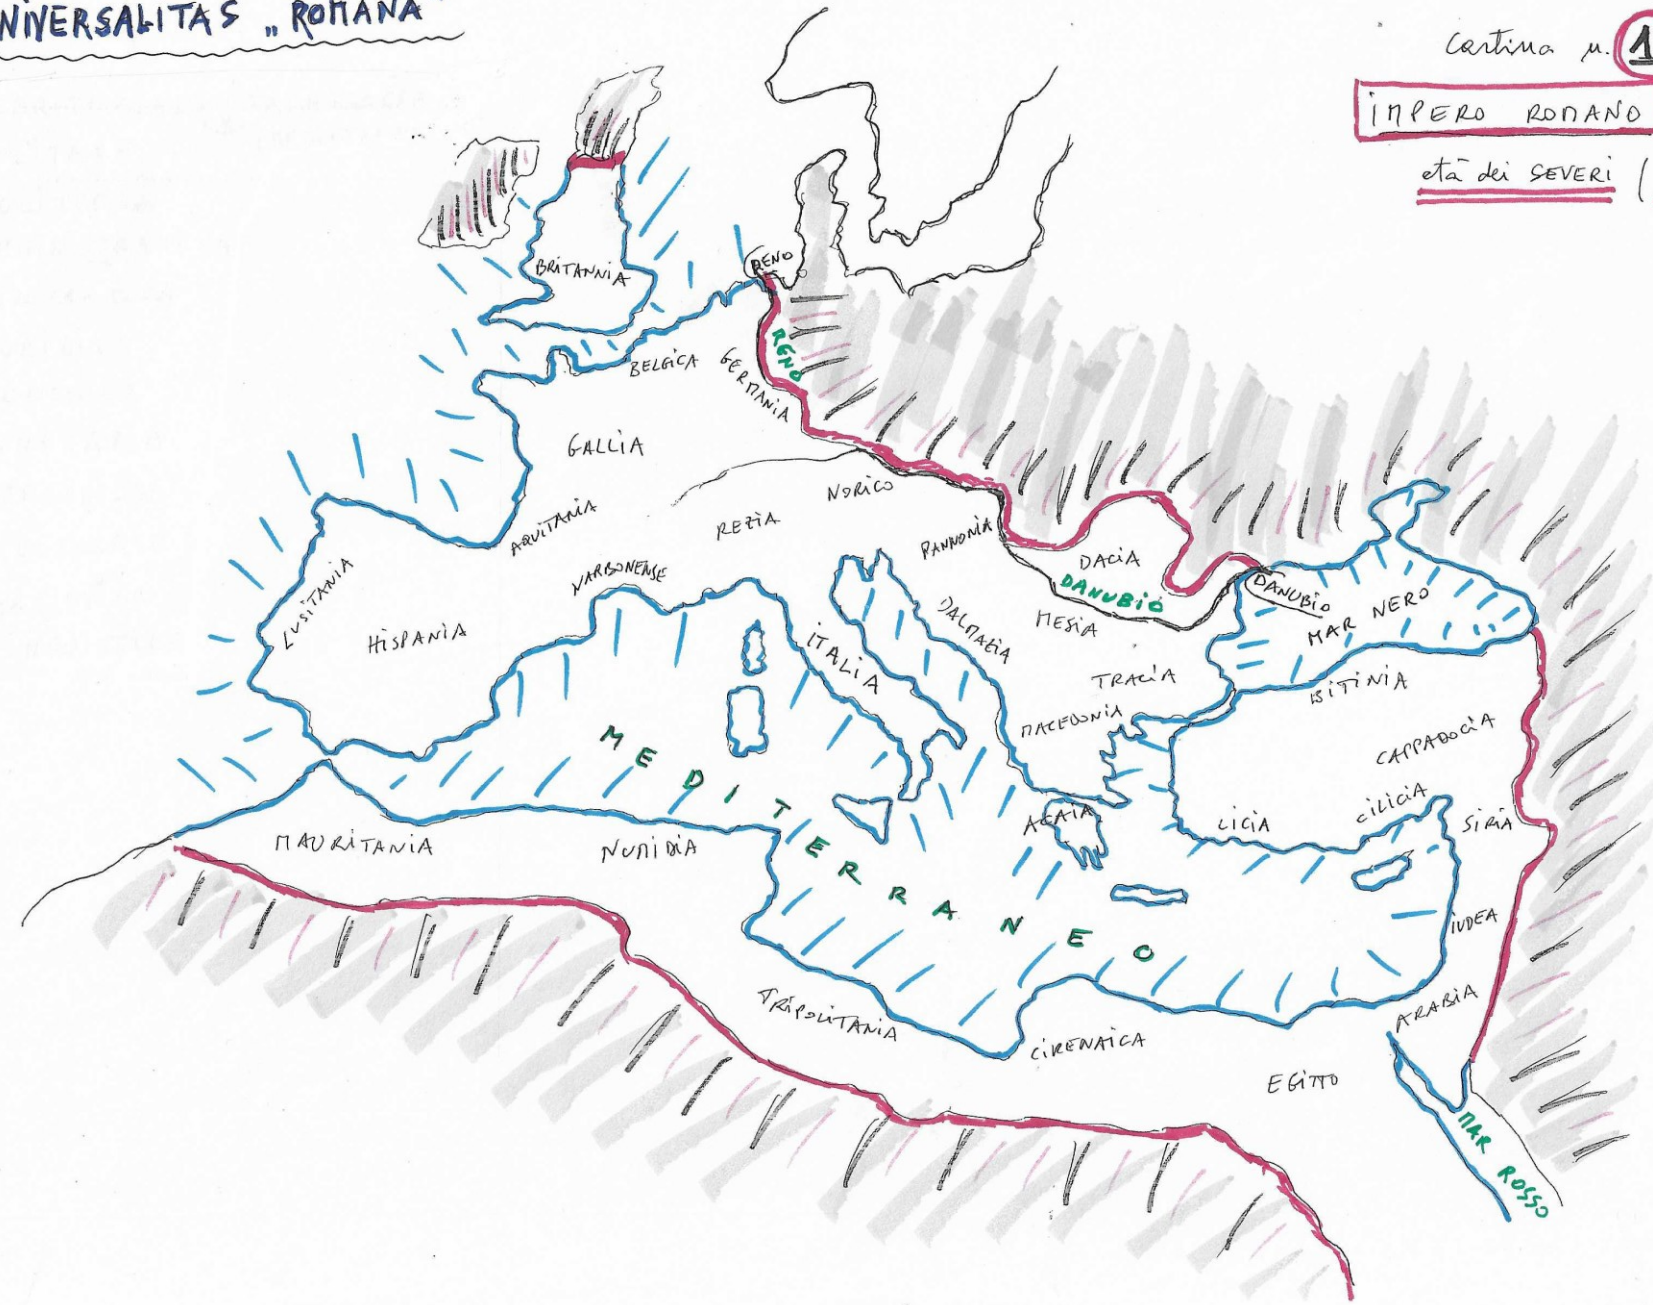 NIVERSALITAS „ ROMANA
Cartina n. 1
IMPERO ROMANO
età dei SEVERI (
BRITANNIA
RENO
RENO
BELGICA
GERMANIA
GALLIA
NORICO
AQUITANIA
REZIA
PANNONIA
DACIA
DANUBIO
DANUBIO
NARBONENSE
MAR NERO
LUSITANIA
HISPANIA
ITALIA
DALMAZIA
MESIA
TRACIA
BITINIA
MACEDONIA
CAPPADOCIA
MEDITERRANEO
ACAIA
LICIA
CILICIA
SIRIA
MAURITANIA
NUMIDIA
IUDEA
TRIPOLITANIA
CIRENAICA
ARABIA
EGITTO
MAR ROSSO